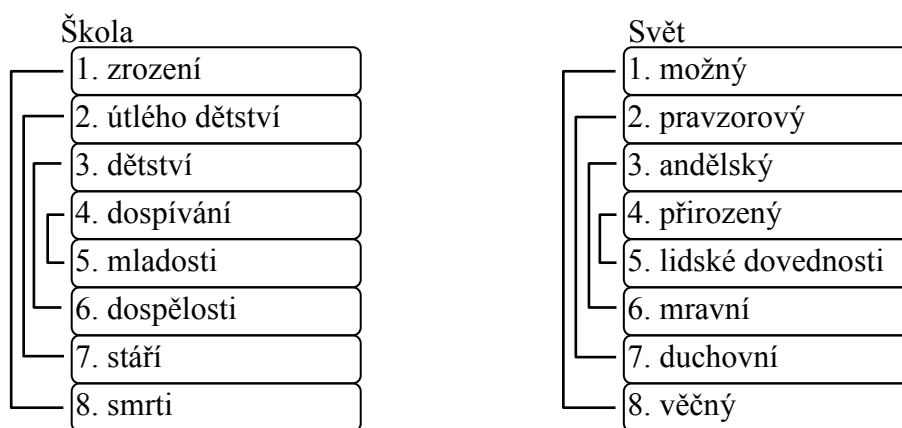 Škola
1. zrození
2. útlého dětství
3. dětství
4. dospívání
5. mladosti
6. dospělosti
7. stáří
8. smrti
Svět
1. možný
2. pravzorový
3. andělský
4. přirozený
5. lidské dovednosti
6. mravní
7. duchovní
8. věčný